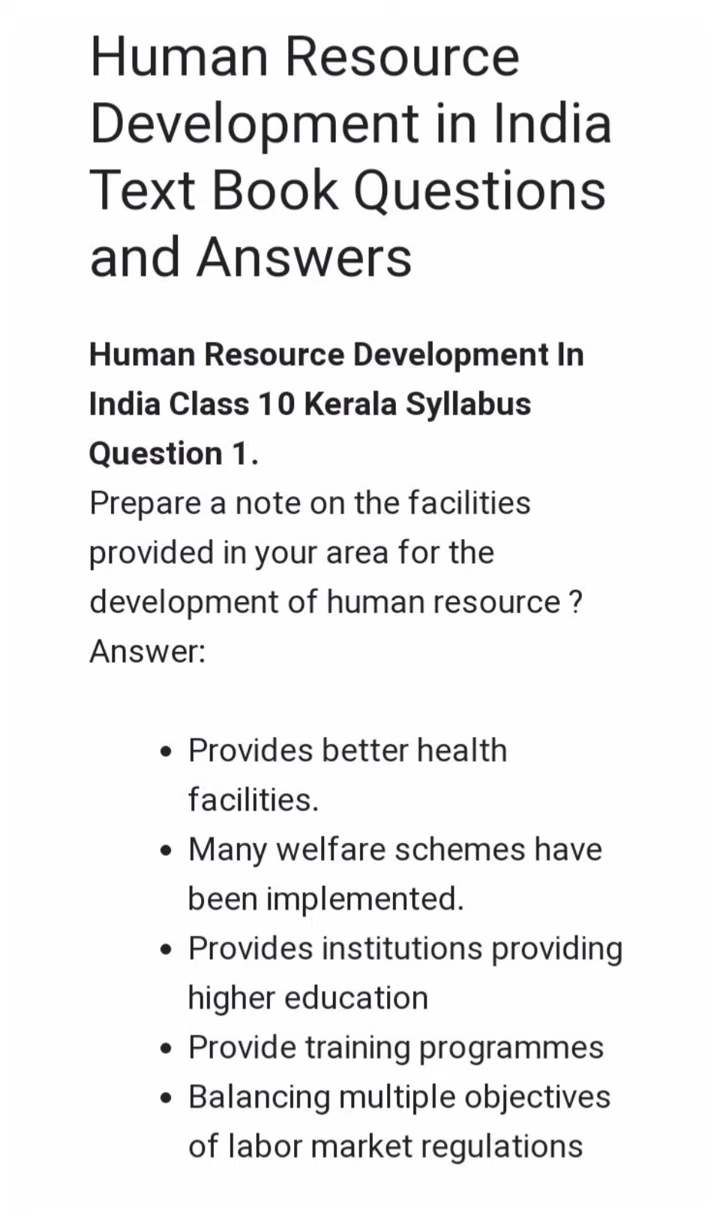 Human Resource
Development in India
Text Book Questions
and Answers
Human Resource Development In
India Class 10 Kerala Syllabus
Question 1.
Prepare a note on the facilities
provided in your area for the
development of human resource ?
Answer:
• Provides better health
facilities.
• Many welfare schemes have
been implemented.
• Provides institutions providing
higher education
• Provide training programmes
• Balancing multiple objectives
of labor market regulations